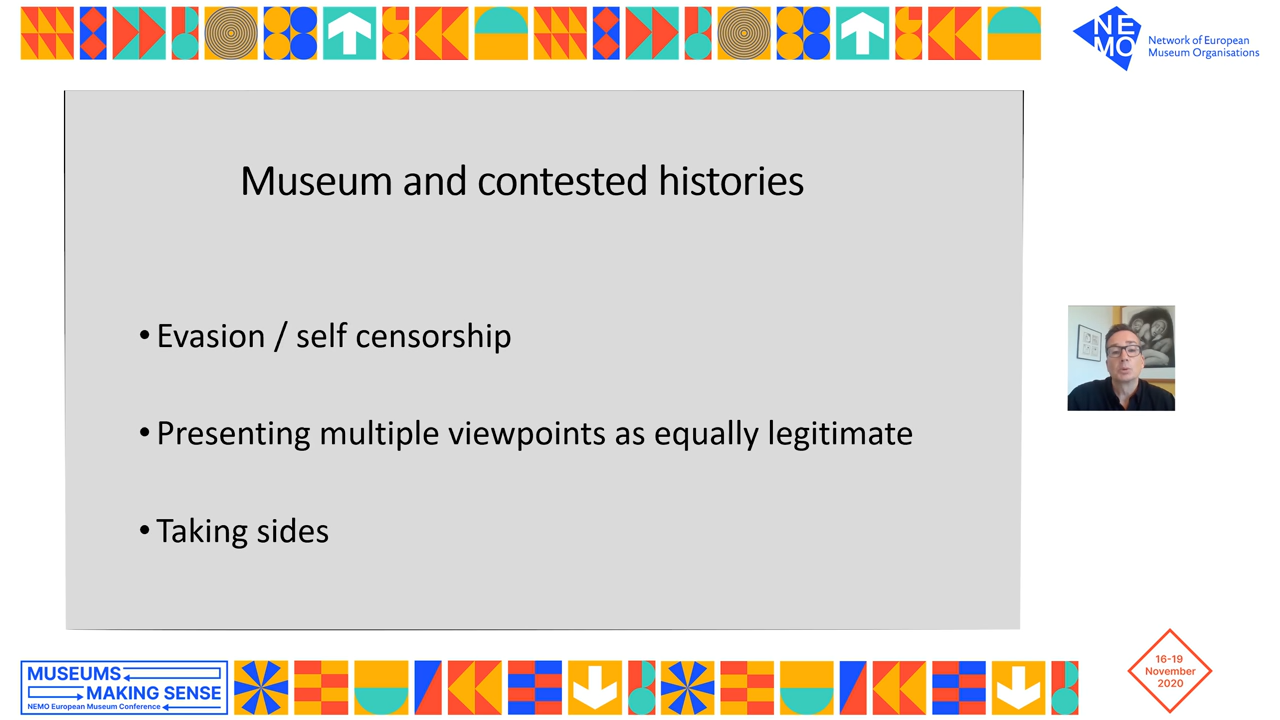 NE
MO
Network of European
Museum Organisations
Museum and contested histories
• Evasion / self censorship
• Presenting multiple viewpoints as equally legitimate
• Taking sides
MUSEUMS
MAKING SENSE
NEMO European Museum Conference
16-19
November
2020